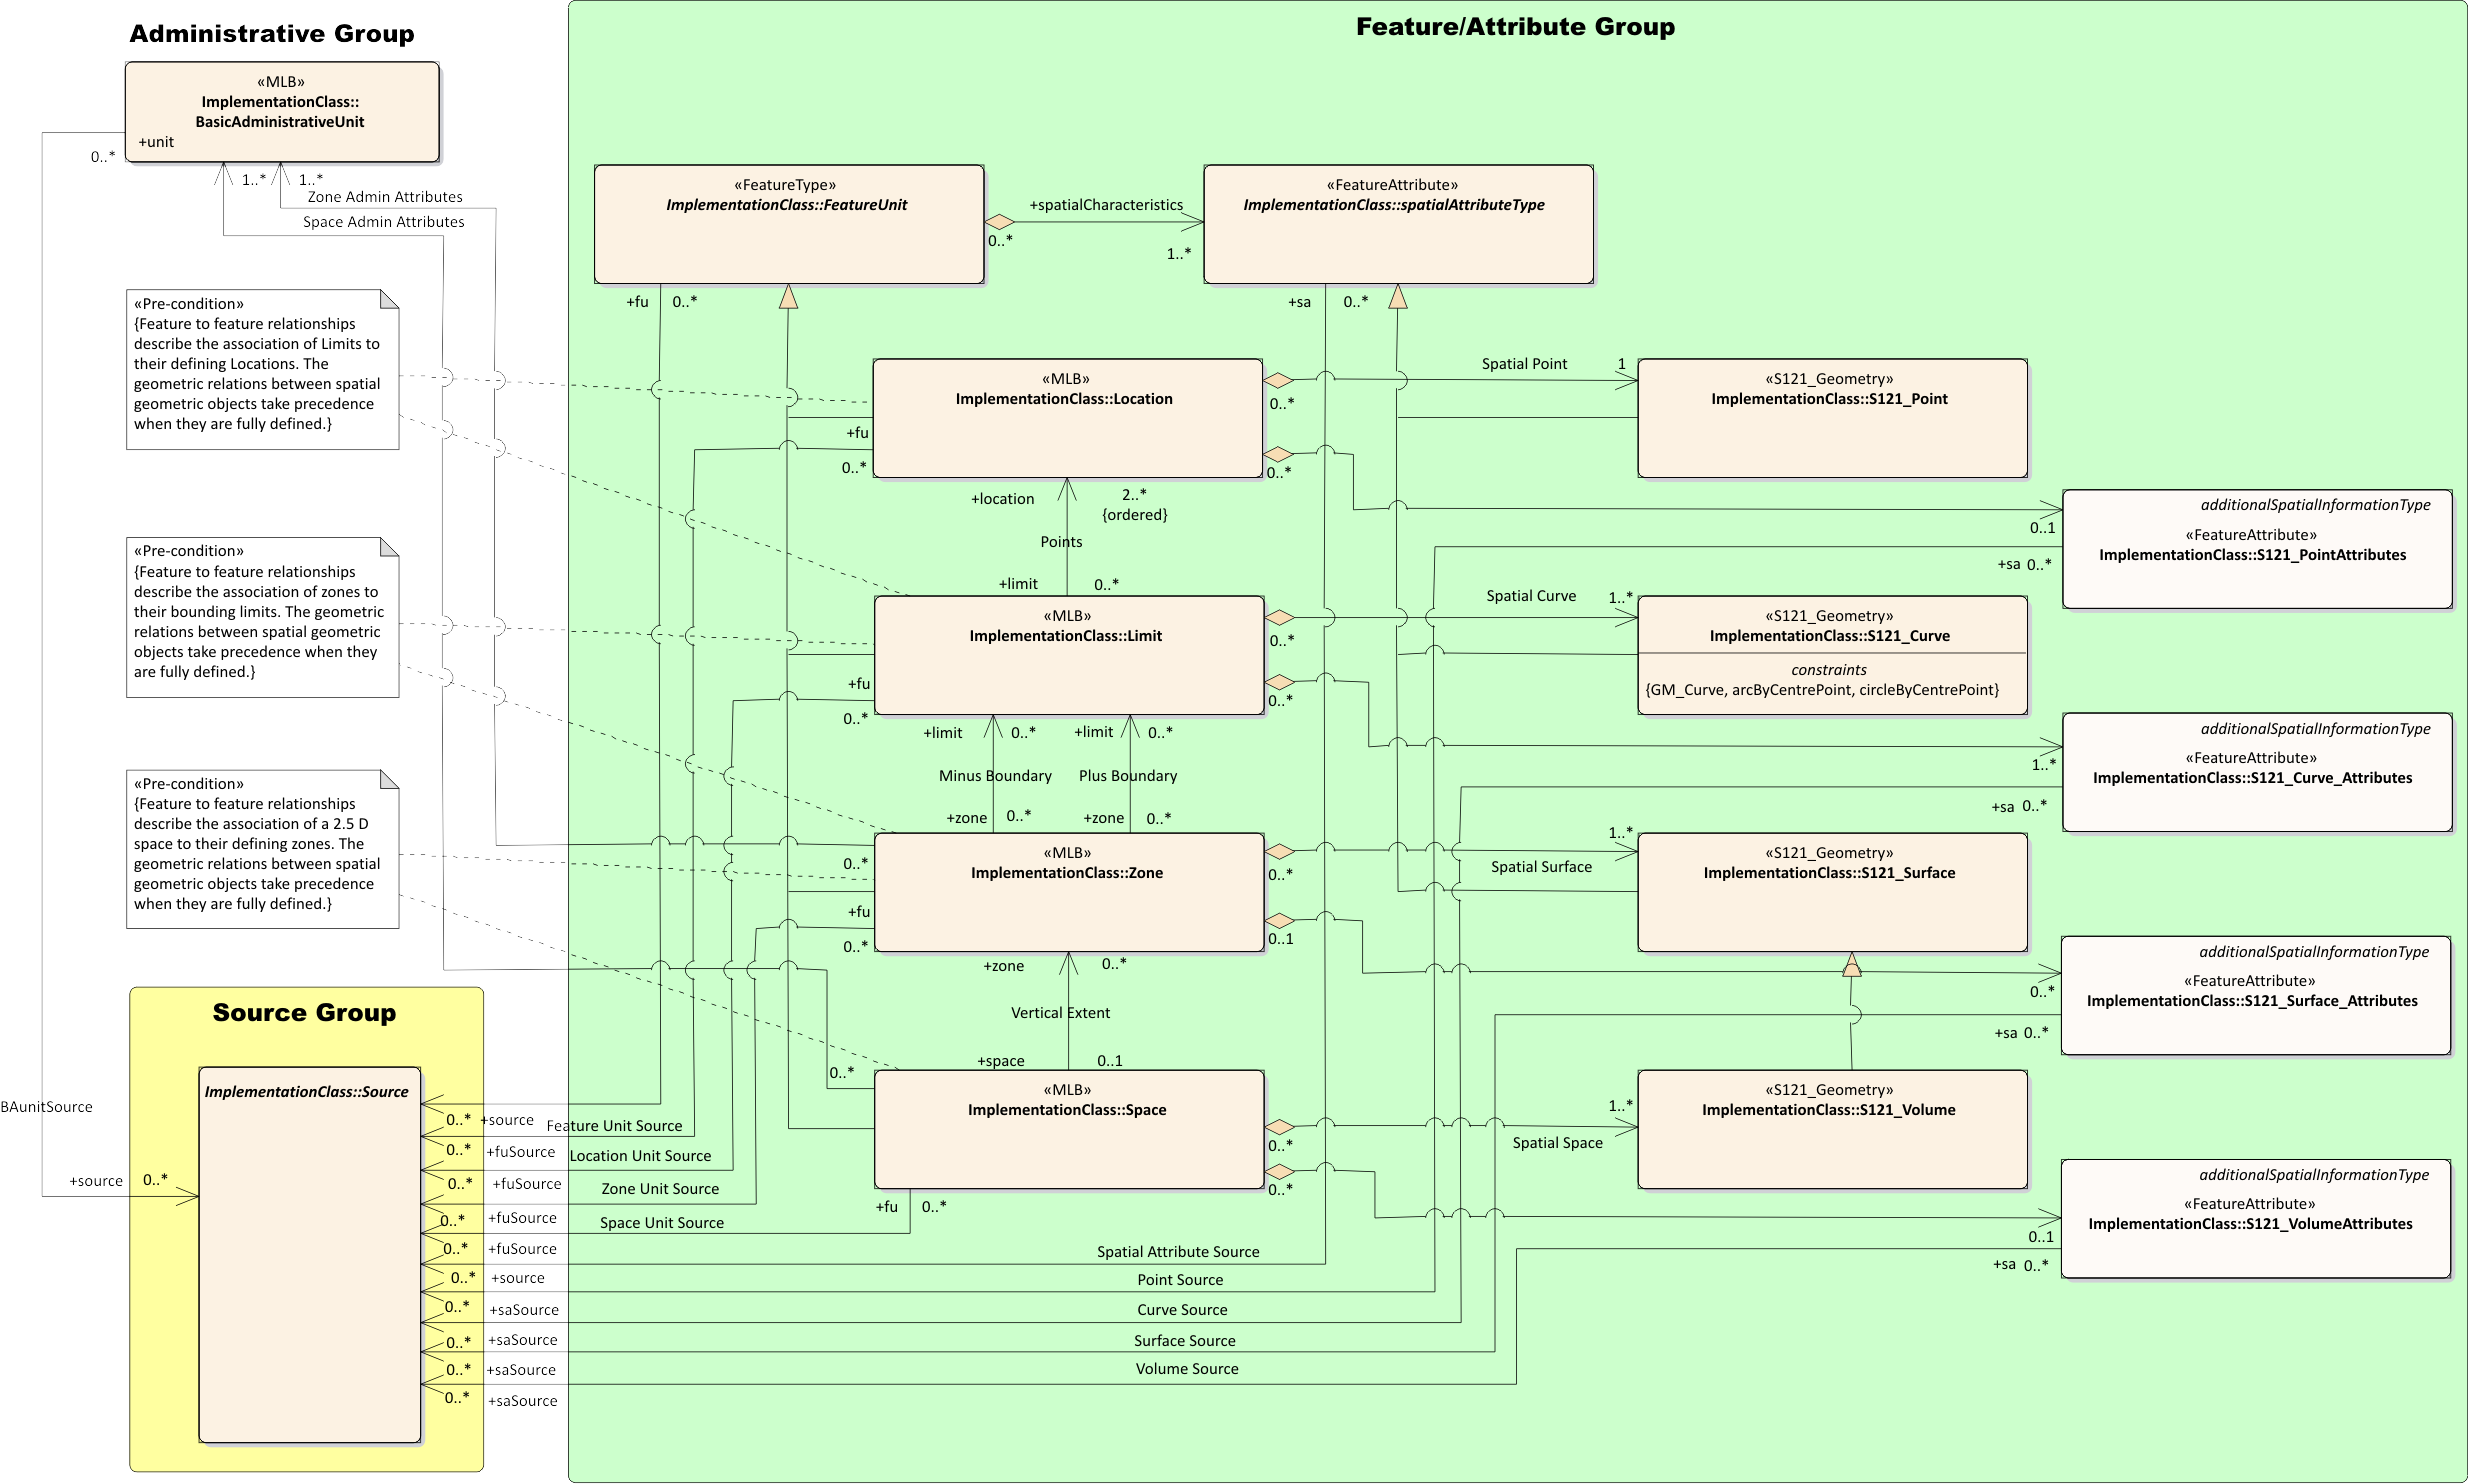 Administrative Group
Feature/Attribute Group
«MLB»
ImplementationClass::
BasicAdministrativeUnit
+unit
0..*
1..*
1..*
Zone Admin Attributes
Space Admin Attributes
«FeatureType»
ImplementationClass::FeatureUnit
+spatialCharacteristics
0..*
1..*
«FeatureAttribute»
ImplementationClass::spatialAttributeType
+fu
0..*
+sa
0..*
«Pre-condition»
{Feature to feature relationships
describe the association of Limits to
their defining Locations. The
geometric relations between spatial
geometric objects take precedence
when they are fully defined.}
«MLB»
ImplementationClass::Location
+fu
0..*
0..*
0..*
Spatial Point
1
«S121_Geometry»
ImplementationClass::S121_Point
+location
2..*
{ordered}
Points
+limit
0..*
additionalSpatialInformationType
«FeatureAttribute»
ImplementationClass::S121_PointAttributes
0..1
+sa
0..*
«Pre-condition»
{Feature to feature relationships
describe the association of zones to
their bounding limits. The geometric
relations between spatial geometric
objects take precedence when they
are fully defined.}
«MLB»
ImplementationClass::Limit
+fu
0..*
0..*
0..*
Spatial Curve
1..*
«S121_Geometry»
ImplementationClass::S121_Curve
constraints
{GM_Curve, arcByCentrePoint, circleByCentrePoint}
+limit
0..*
+limit
0..*
Minus Boundary
Plus Boundary
+zone
0..*
+zone
0..*
additionalSpatialInformationType
«FeatureAttribute»
ImplementationClass::S121_Curve_Attributes
1..*
+sa
0..*
«Pre-condition»
{Feature to feature relationships
describe the association of a 2.5 D
space to their defining zones. The
geometric relations between spatial
geometric objects take precedence
when they are fully defined.}
«MLB»
ImplementationClass::Zone
0..*
+fu
0..*
0..*
0..1
1..*
Spatial Surface
«S121_Geometry»
ImplementationClass::S121_Surface
+zone
0..*
Vertical Extent
+space
0..1
additionalSpatialInformationType
«FeatureAttribute»
ImplementationClass::S121_Surface_Attributes
0..*
+sa
0..*
Source Group
ImplementationClass::Source
BAunitSource
+source
0..*
0..*
«MLB»
ImplementationClass::Space
0..*
0..*
1..*
Spatial Space
«S121_Geometry»
ImplementationClass::S121_Volume
+fu
0..*
additionalSpatialInformationType
«FeatureAttribute»
ImplementationClass::S121_VolumeAttributes
0..1
+sa
0..*
0..*
+source
Feature Unit Source
0..*
+fuSource
Location Unit Source
0..*
+fuSource
Zone Unit Source
0..*
+fuSource
Space Unit Source
0..*
+fuSource
Spatial Attribute Source
0..*
+source
Point Source
0..*
+saSource
Curve Source
0..*
+saSource
Surface Source
0..*
+saSource
Volume Source
0..*
+saSource